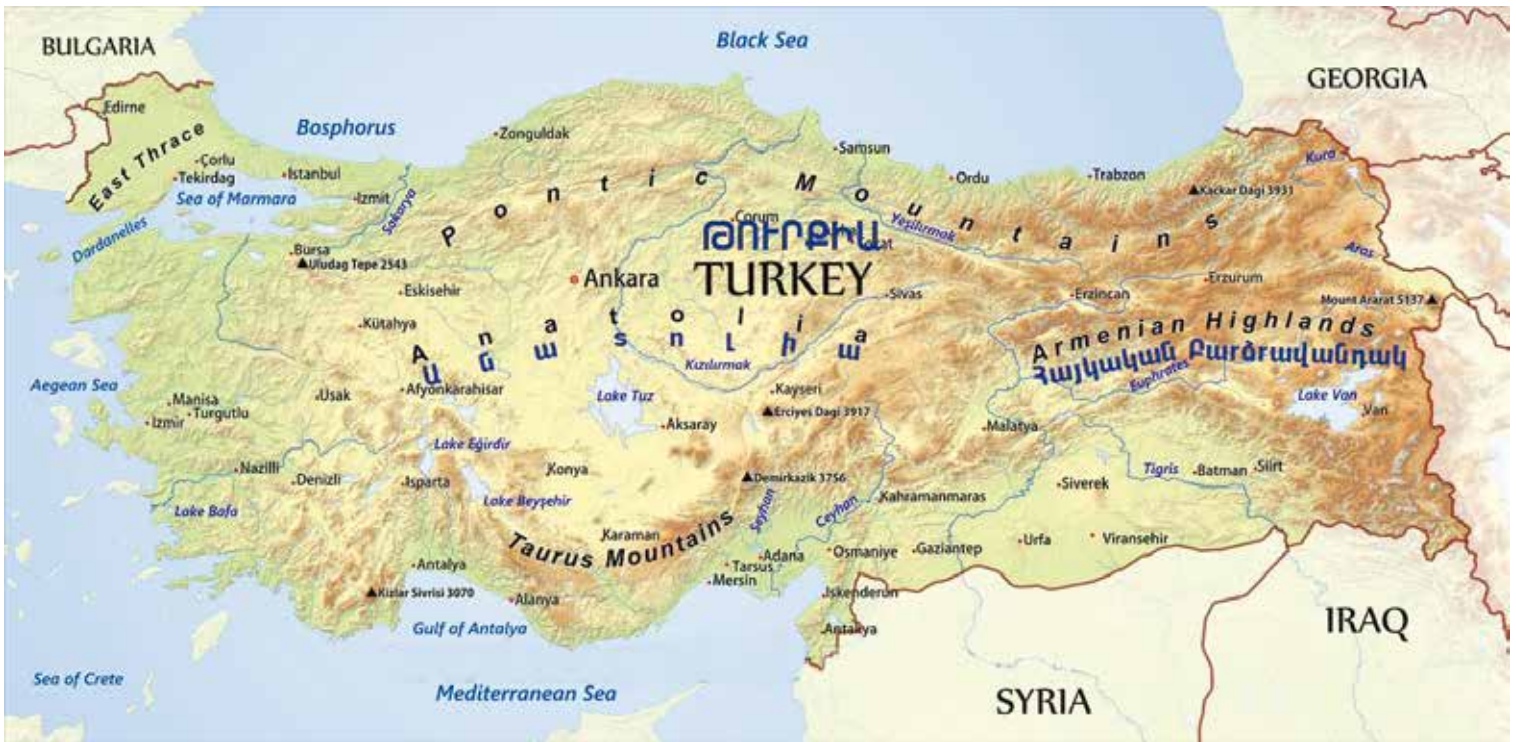 BULGARIA
Black Sea
GEORGIA
Edirne
Bosphorus
Zonguldak
East Thrace
Çorlu
Tekirdag
Istanbul
Samsun
Kura
Sea of Marmara
Izmit
Sakarya
Pontic Mountains
Ordu
Trabzon
Kackar Dagi 3931
Dardanelles
Corum
Yeşilırmak
ԹՈՒՐՔԻԱ
TURKEY
Bursa
Uludag Tepe 2543
Aras
Eskisehir
Ankara
Sivas
Erzincan
Erzurum
Mount Ararat 5137
Kütahya
Anatolia
Անատոլիա
Kızılırmak
Armenian Highlands
Հայկական Բարձրավանդակ
Euphrates
Aegean Sea
Manisa
Turgutlu
Izmir
Usak
Afyonkarahisar
Lake Tuz
Kayseri
Erciyes Dagi 3917
Aksaray
Malatya
Lake Van
Van
Lake Eğirdir
Nazilli
Denizli
Isparta
Konya
Demirkazik 3756
Tigris
Batman
Siirt
Siverek
Lake Bafa
Lake Beyşehir
Seyhan
Ceyhan
Kahramanmaras
Karaman
Taurus Mountains
Antalya
Adana
Tarsus
Mersin
Osmaniye
Gaziantep
Urfa
Viransehir
Kizlar Sivrisi 3070
Alanya
Iskenderun
Gulf of Antalya
Antakya
IRAQ
Sea of Crete
Mediterranean Sea
SYRIA